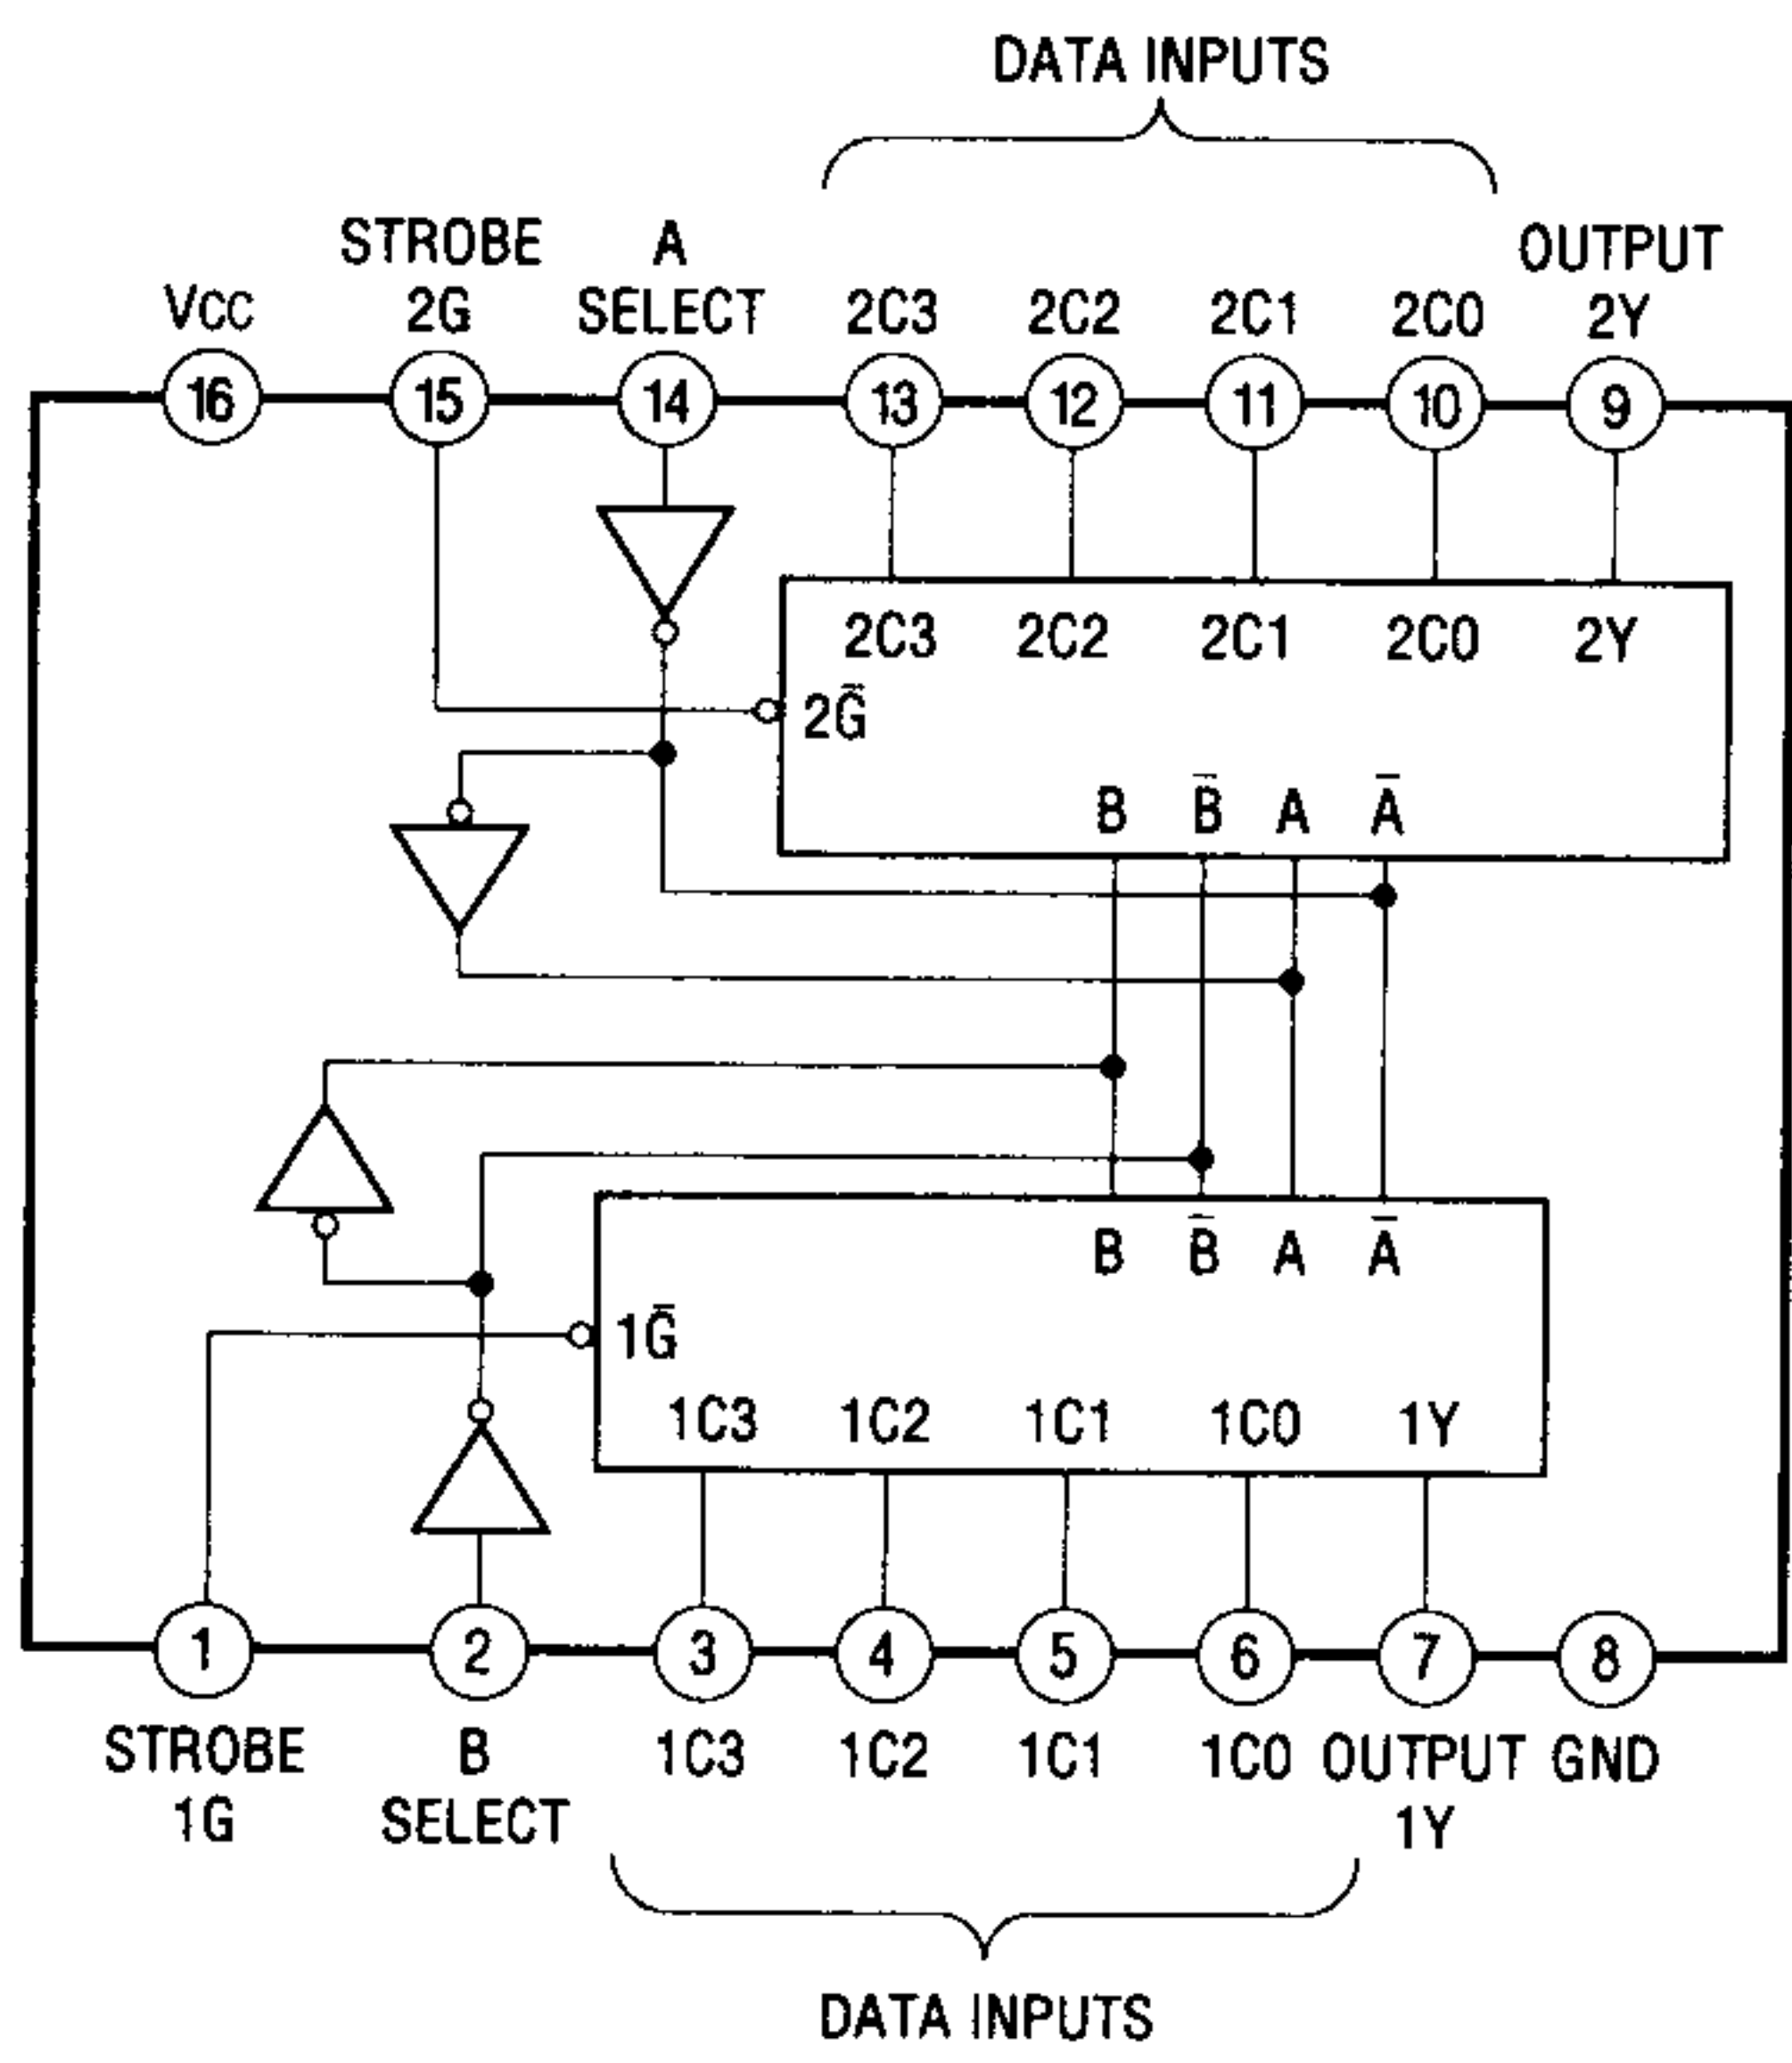 DATA INPUTS
STROBE A OUTPUT
VCC 2G SELECT 2C3 2C2 2C1 2C0 2Y
16 15 14 13 12 11 10 9
2C3 2C2 2C1 2C0 2Y
2G̅
B B̅ A A̅
B B̅ A A̅
1G̅
1C3 1C2 1C1 1C0 1Y
1 2 3 4 5 6 7 8
STROBE B 1C3 1C2 1C1 1C0 OUTPUT GND
1G SELECT 1Y
DATA INPUTS